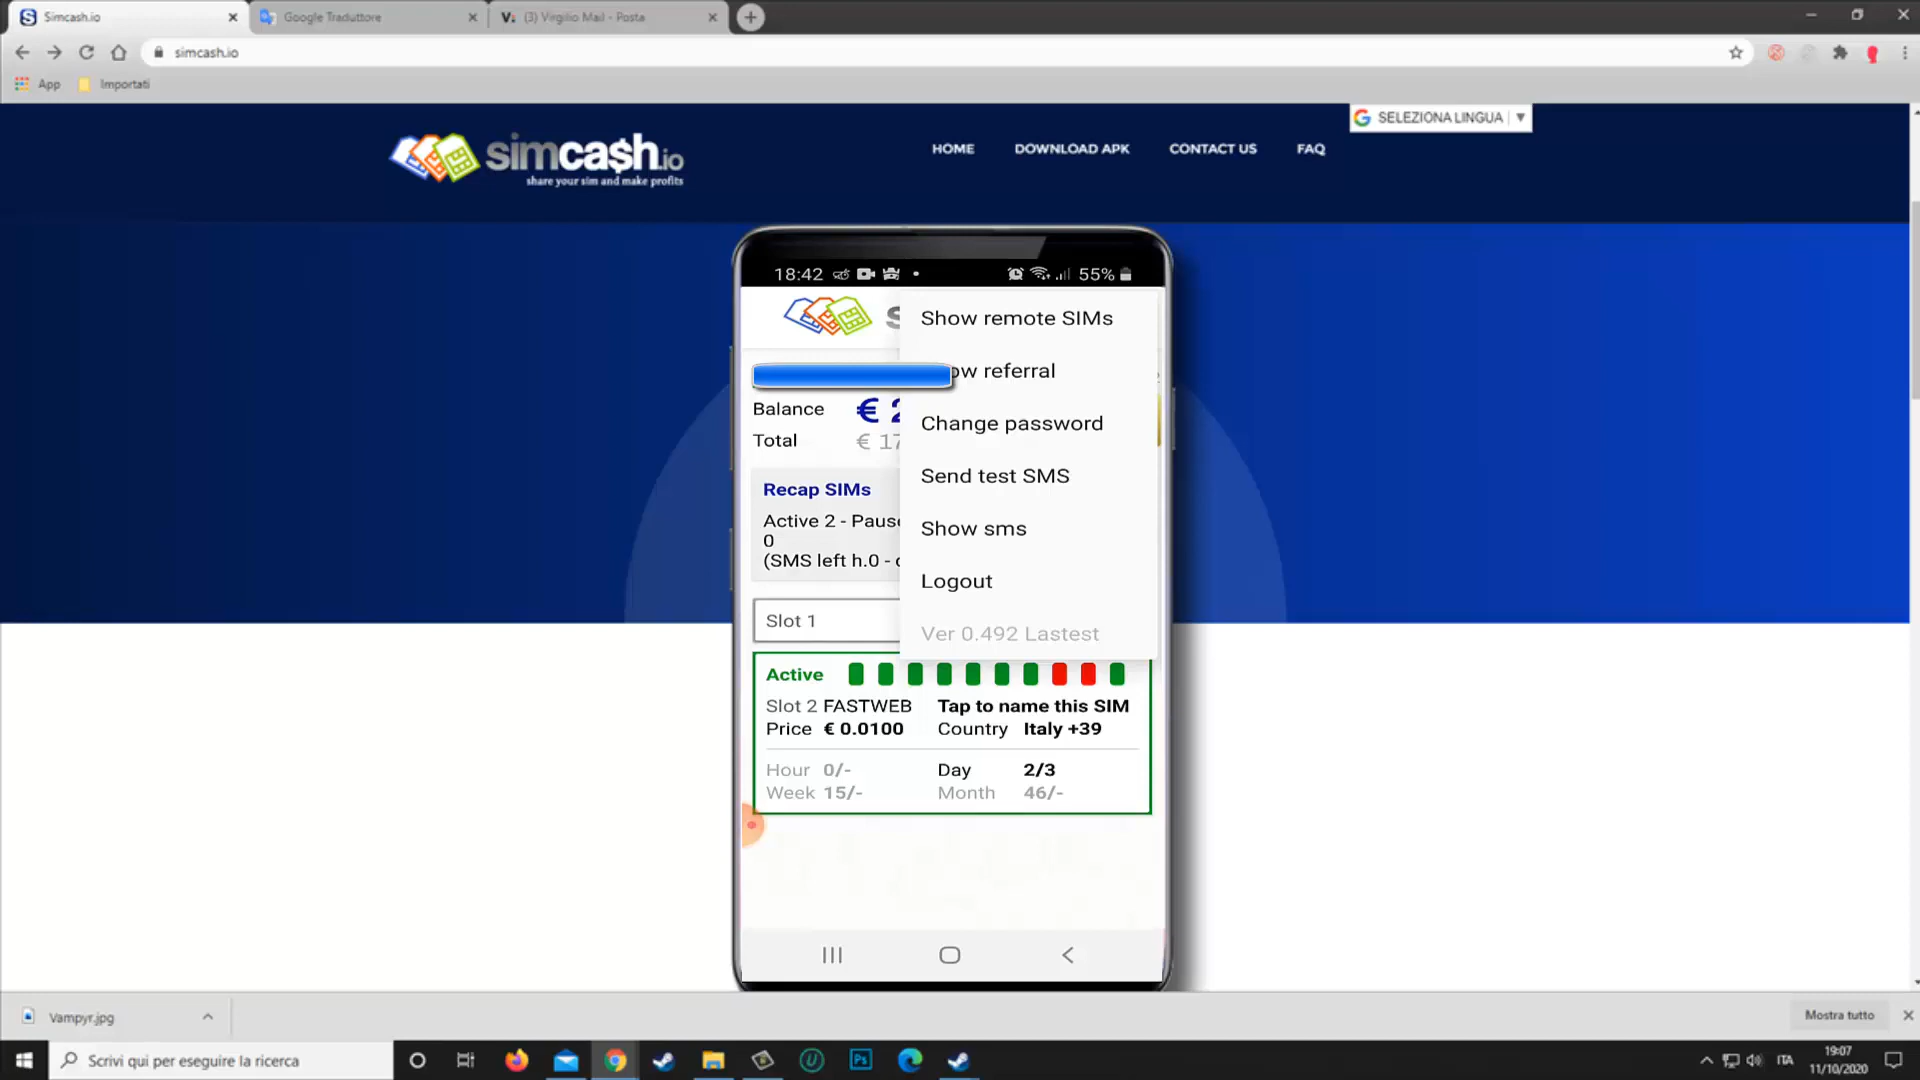 Simcash.io
Google Traduttore
(3) Virgilio Mail - Posta
simcash.io
App
Importati
SELEZIONA LINGUA
simca$h.io
share your sim and make profits
HOME
DOWNLOAD APK
CONTACT US
FAQ
18:42
55%
Show remote SIMs
referral
Change password
Send test SMS
Show sms
Logout
Ver 0.492 Lastest
Balance
€ 2
Total
€ 17
Recap SIMs
Active 2 -
0
(SMS left h.0 -
Slot 1
Active
Slot 2 FASTWEB
Tap to name this SIM
Price € 0.0100
Country Italy +39
Hour 0/-
Day 2/3
Week 15/-
Month 46/-
Vampyr.jpg
Mostra tutto
Scrivi qui per eseguire la ricerca
Ps
ITA
19:07
11/10/2020